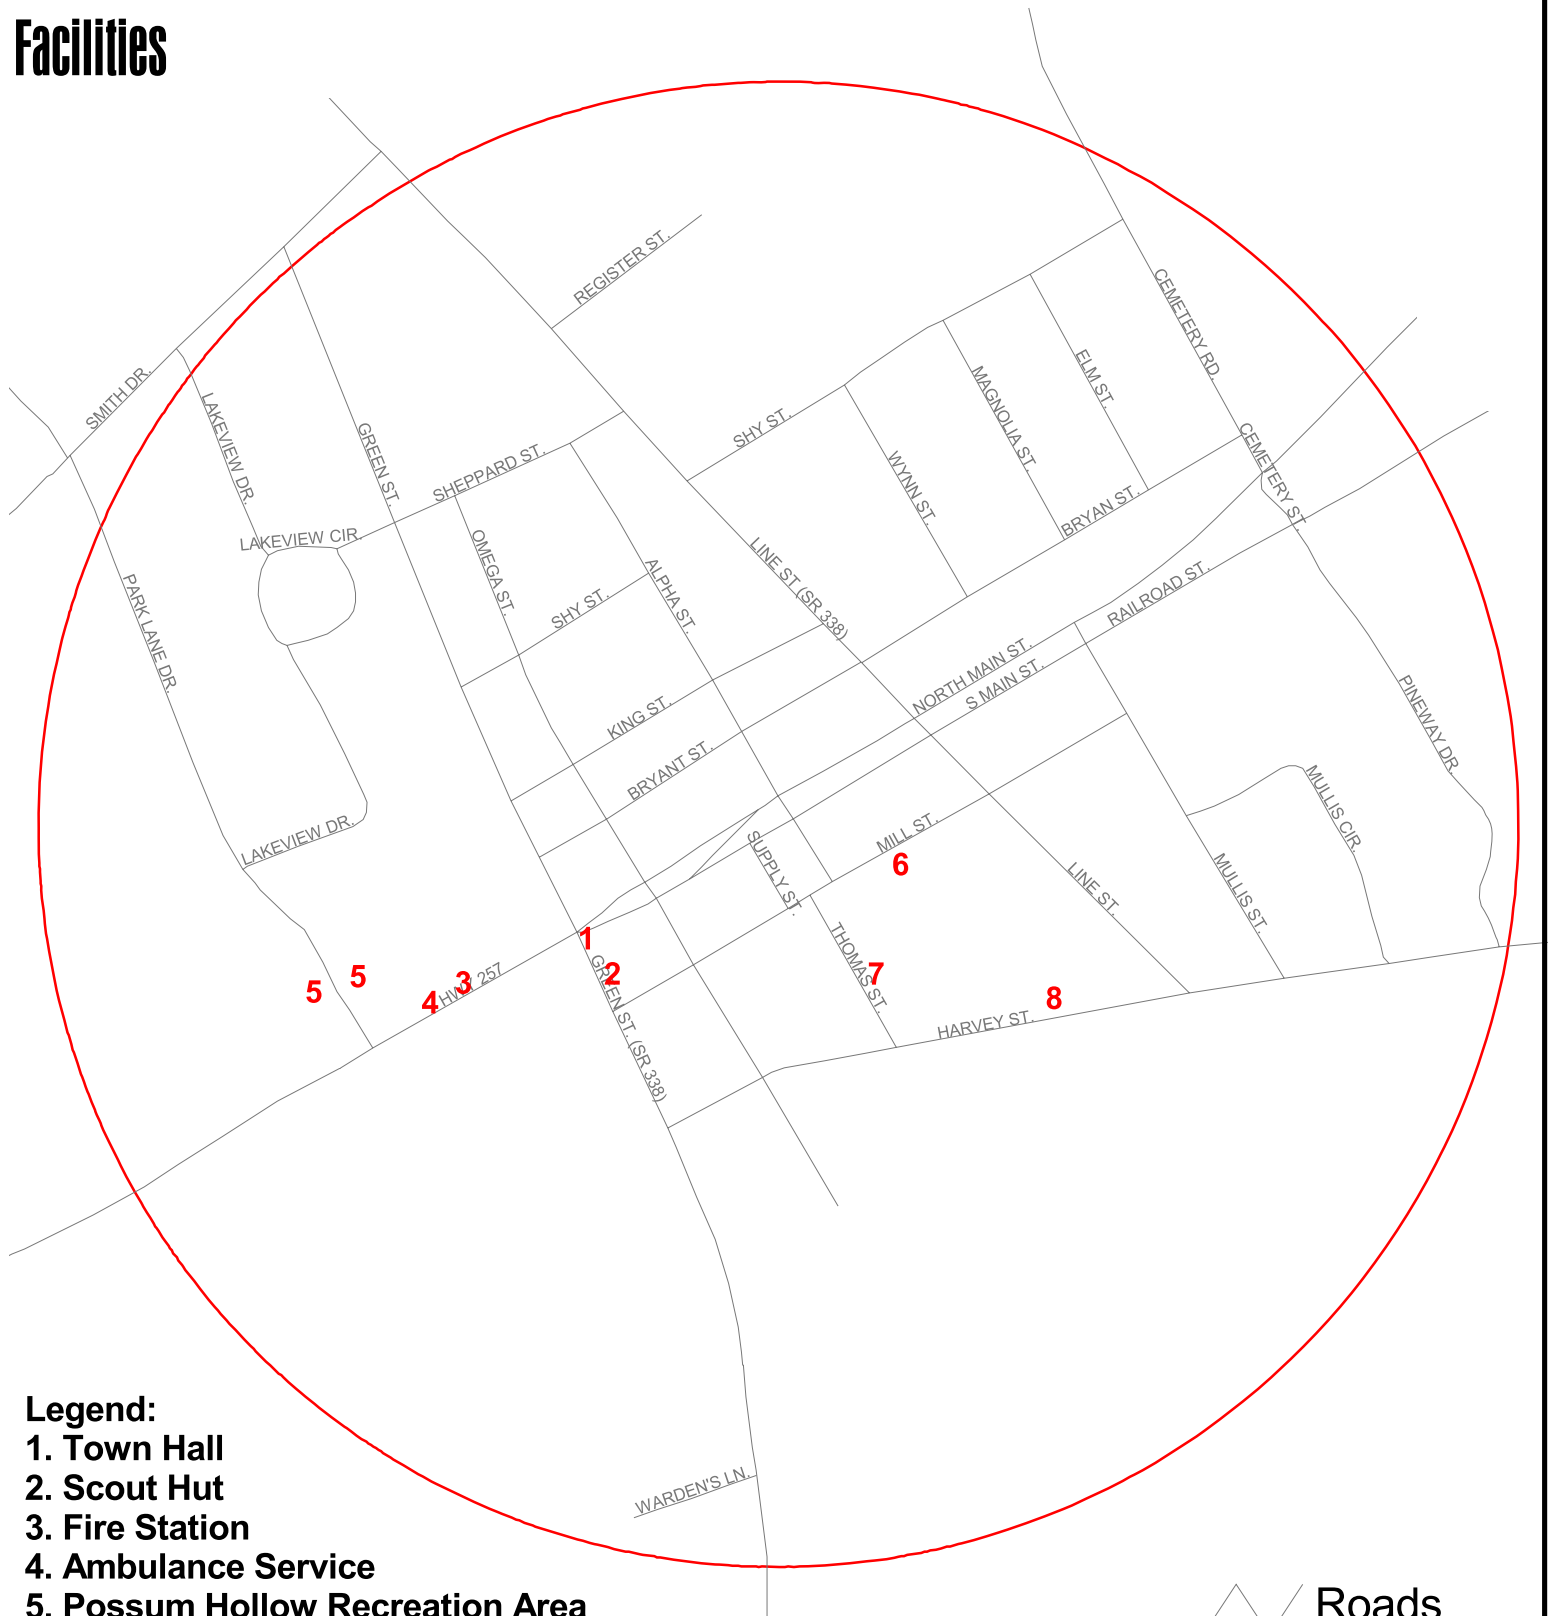 Facilities
REGISTER ST.
CEMETERY RD.
SMITH DR.
LAKEVIEW DR.
GREEN ST.
SHEPPARD ST.
SHY ST.
MAGNOLIA ST.
ELM ST.
WYNN ST.
BRYAN ST.
CEMETERY ST.
LAKEVIEW CIR.
OMEGA ST.
ALPHA ST.
LINE ST (SR 338)
PARK LANE DR.
SHY ST.
RAILROAD ST.
NORTH MAIN ST.
S MAIN ST.
KING ST.
BRYANT ST.
PINEWAY DR.
MULLIS CIR.
LAKEVIEW DR.
SUPPLY ST.
MILL ST.
6
LINE ST.
MULLIS ST.
1
2
THOMAS ST.
7
5
5
3
4
HWY 257
GREEN ST. (SR 338)
8
HARVEY ST.
WARDEN'S LN.
Legend:
1. Town Hall
2. Scout Hut
3. Fire Station
4. Ambulance Service
5. Possum Hollow Recreation Area
Roads